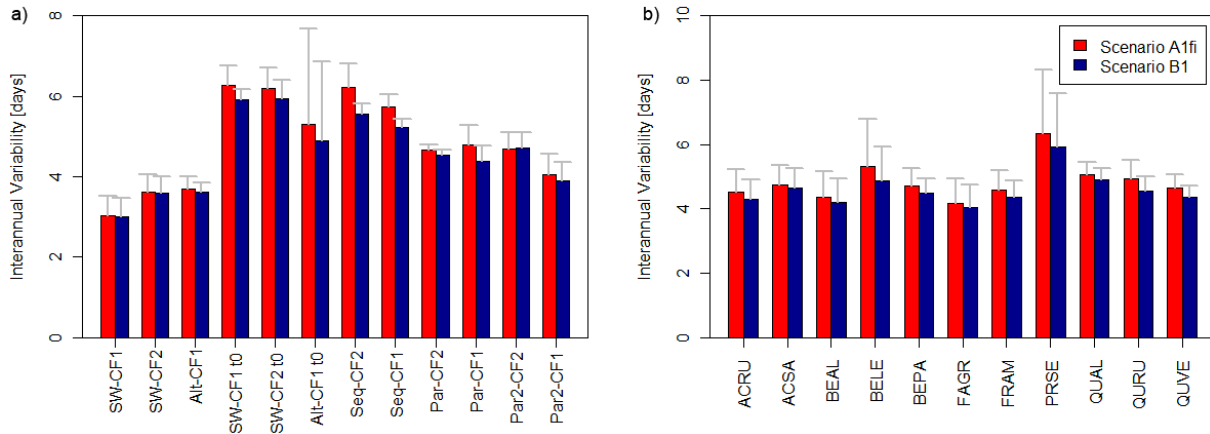 a)
Interannual Variability [days]
8
6
4
2
0
SW-CF1
SW-CF2
Alt-CF1
SW-CF1 t0
SW-CF2 t0
Alt-CF1 t0
Seq-CF2
Seq-CF1
Par-CF2
Par-CF1
Par2-CF2
Par2-CF1
b)
Interannual Variability [days]
10
8
6
4
2
0
Scenario A1fi
Scenario B1
ACRU
ACSA
BEAL
BELE
BEPA
FAGR
FRAM
PRSE
QUAL
QURU
QUVE